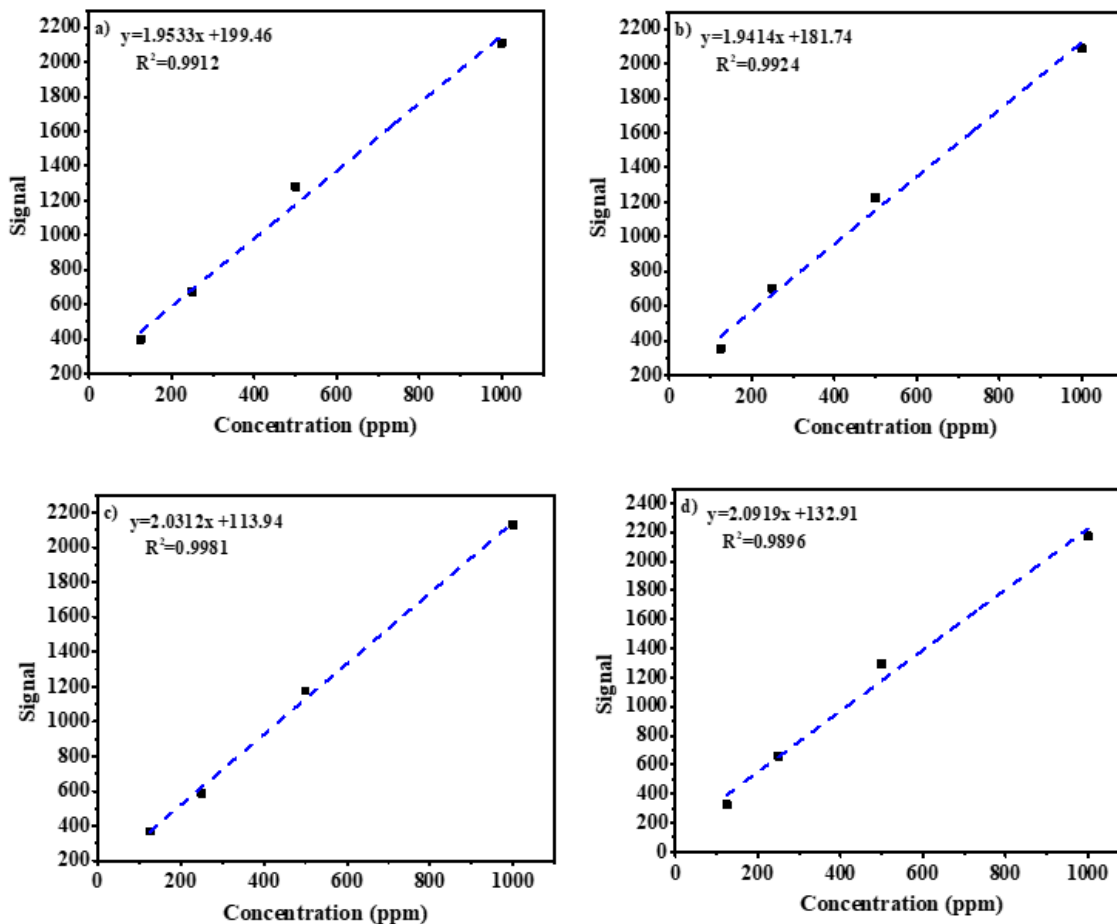 a)
y=1.9533x +199.46
R²=0.9912
2200
2000
1800
1600
1400
1200
1000
800
600
400
200
Signal
0 200 400 600 800 1000
Concentration (ppm)
b)
y=1.9414x +181.74
R²=0.9924
2200
2000
1800
1600
1400
1200
1000
800
600
400
200
Signal
0 200 400 600 800 1000
Concentration (ppm)
c)
y=2.0312x +113.94
R²=0.9981
2200
2000
1800
1600
1400
1200
1000
800
600
400
200
Signal
0 200 400 600 800 1000
Concentration (ppm)
d)
y=2.0919x +132.91
R²=0.9896
2400
2200
2000
1800
1600
1400
1200
1000
800
600
400
200
0
Signal
0 200 400 600 800 1000
Concentration (ppm)